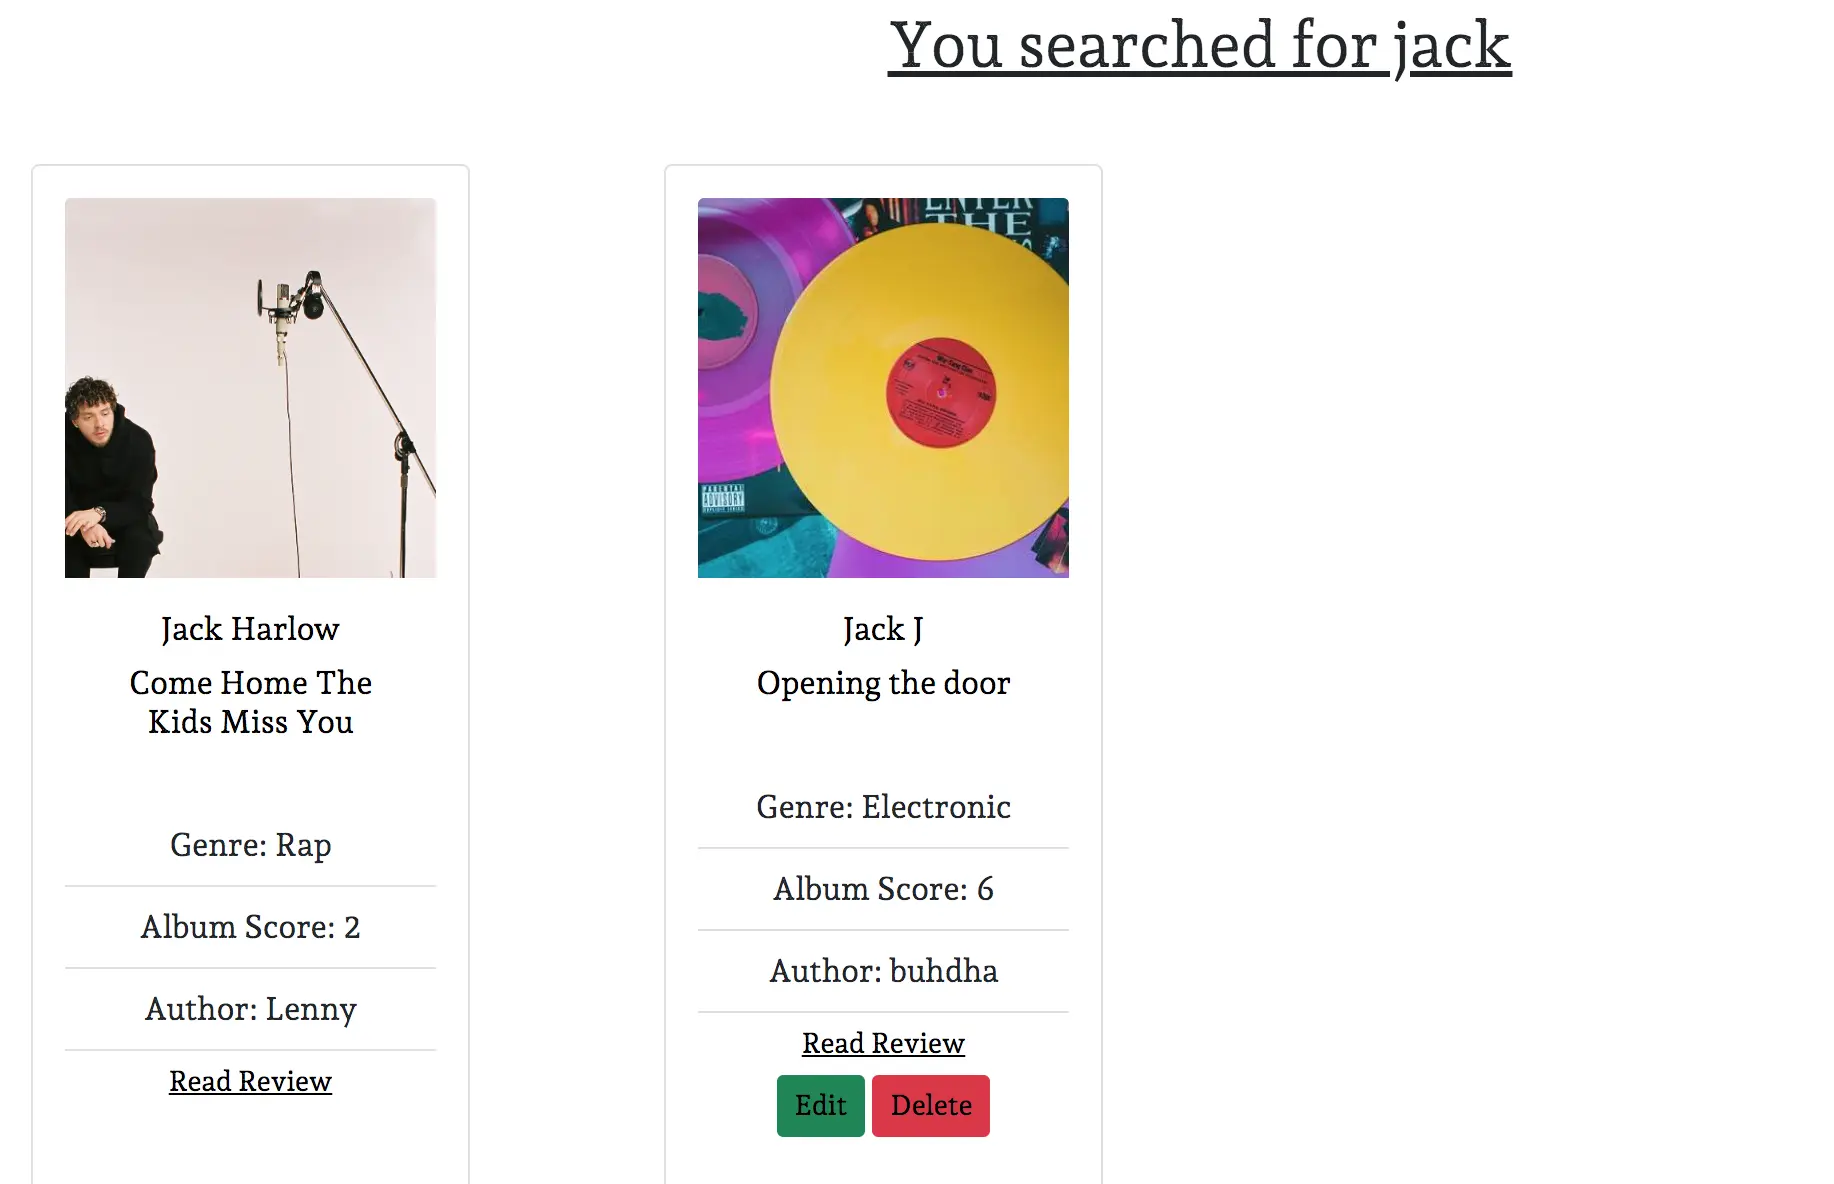 You searched for jack
Jack Harlow
Come Home The
Kids Miss You
Genre: Rap
Album Score: 2
Author: Lenny
Read Review
ENTER
THE
PARENTAL
ADVISORY
EXPLICIT LYRICS
Jack J
Opening the door
Genre: Electronic
Album Score: 6
Author: buhdha
Read Review
Edit Delete